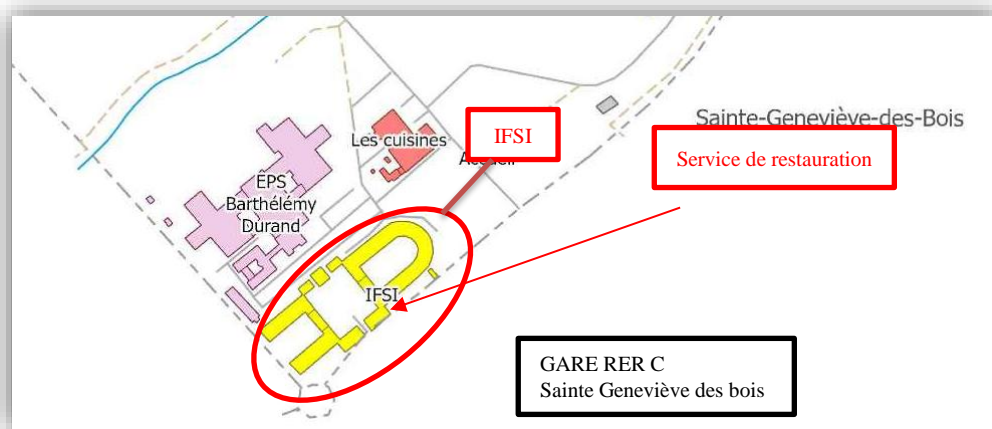 Sainte-Geneviève-des-Bois
IFSI
Les cuisines
Accueil
Service de restauration
EPS
Barthélémy
Durand
IFSI
GARE RER C
Sainte Geneviève des bois